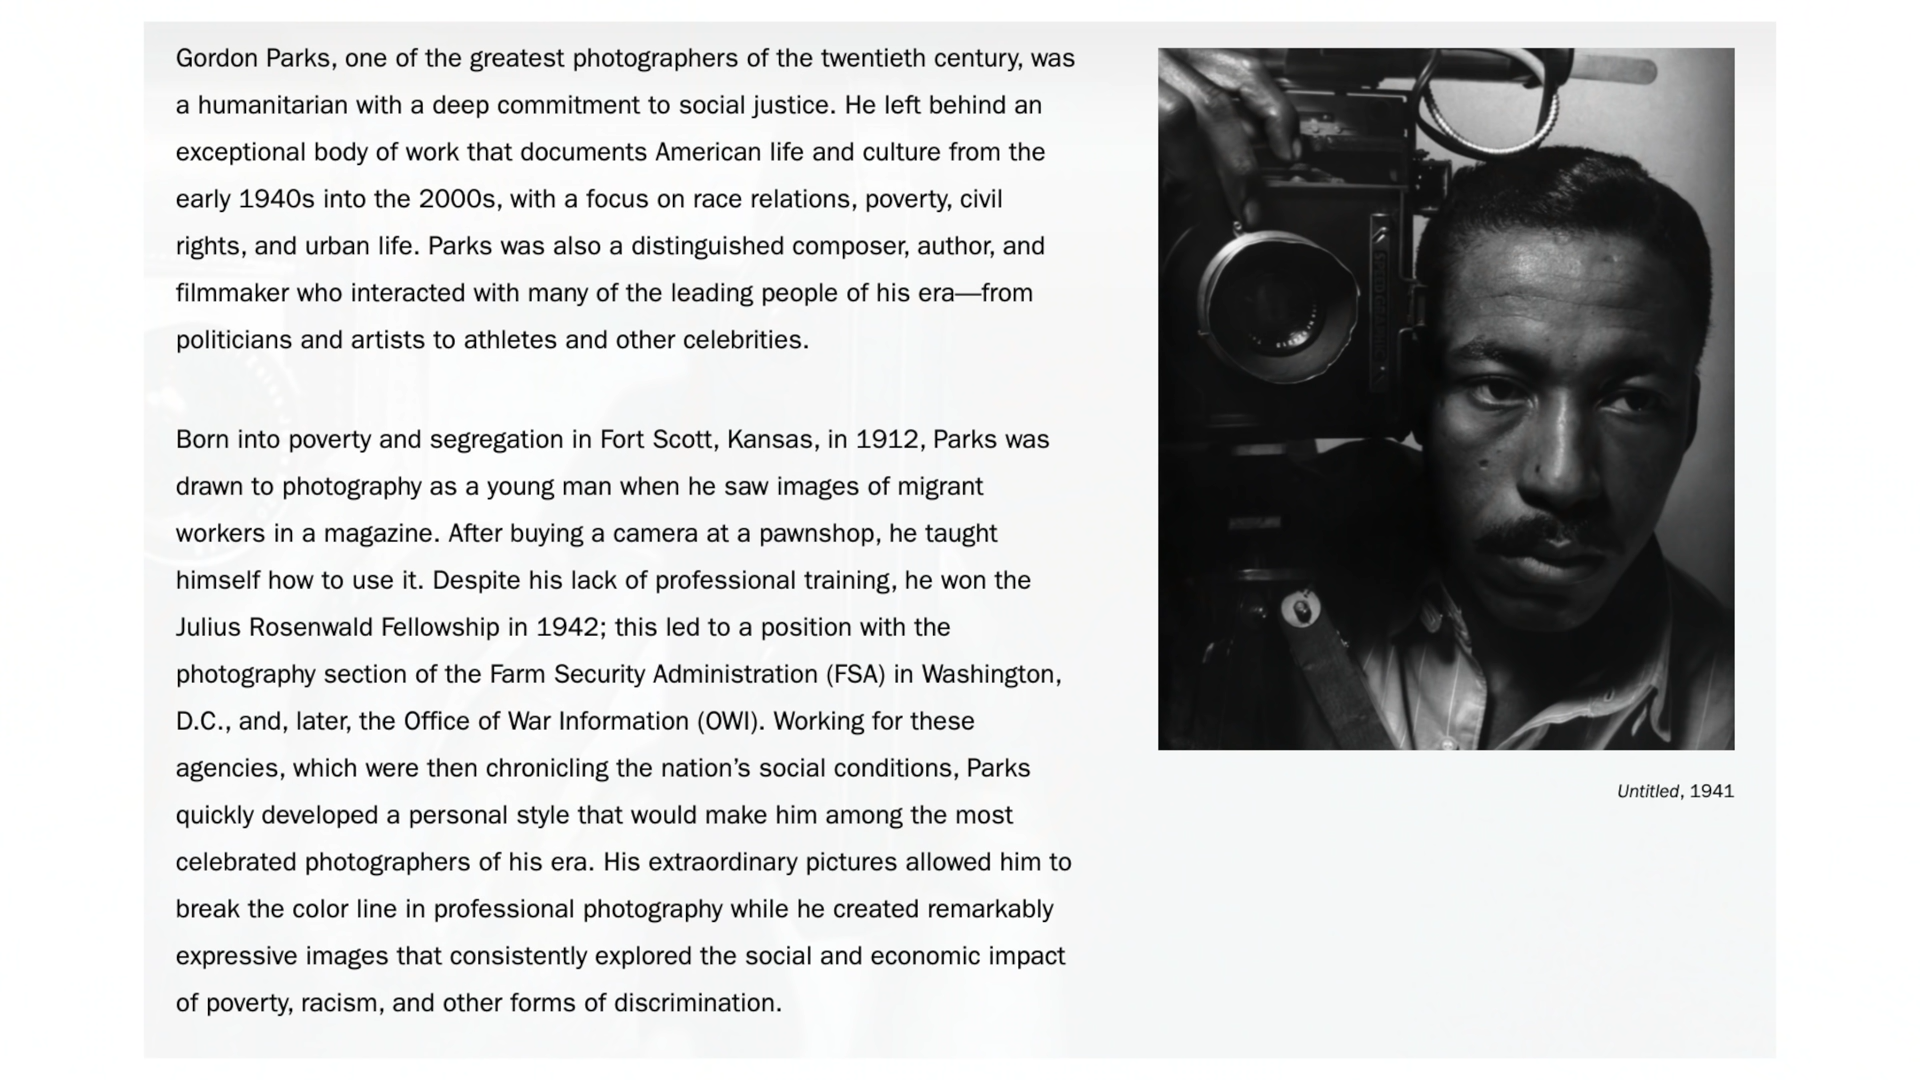 Gordon Parks, one of the greatest photographers of the twentieth century, was
a humanitarian with a deep commitment to social justice. He left behind an
exceptional body of work that documents American life and culture from the
early 1940s into the 2000s, with a focus on race relations, poverty, civil
rights, and urban life. Parks was also a distinguished composer, author, and
filmmaker who interacted with many of the leading people of his era—from
politicians and artists to athletes and other celebrities.
Born into poverty and segregation in Fort Scott, Kansas, in 1912, Parks was
drawn to photography as a young man when he saw images of migrant
workers in a magazine. After buying a camera at a pawnshop, he taught
himself how to use it. Despite his lack of professional training, he won the
Julius Rosenwald Fellowship in 1942; this led to a position with the
photography section of the Farm Security Administration (FSA) in Washington,
D.C., and, later, the Office of War Information (OWI). Working for these
agencies, which were then chronicling the nation’s social conditions, Parks
quickly developed a personal style that would make him among the most
celebrated photographers of his era. His extraordinary pictures allowed him to
break the color line in professional photography while he created remarkably
expressive images that consistently explored the social and economic impact
of poverty, racism, and other forms of discrimination.
SPEED GRAPHIC
Untitled, 1941